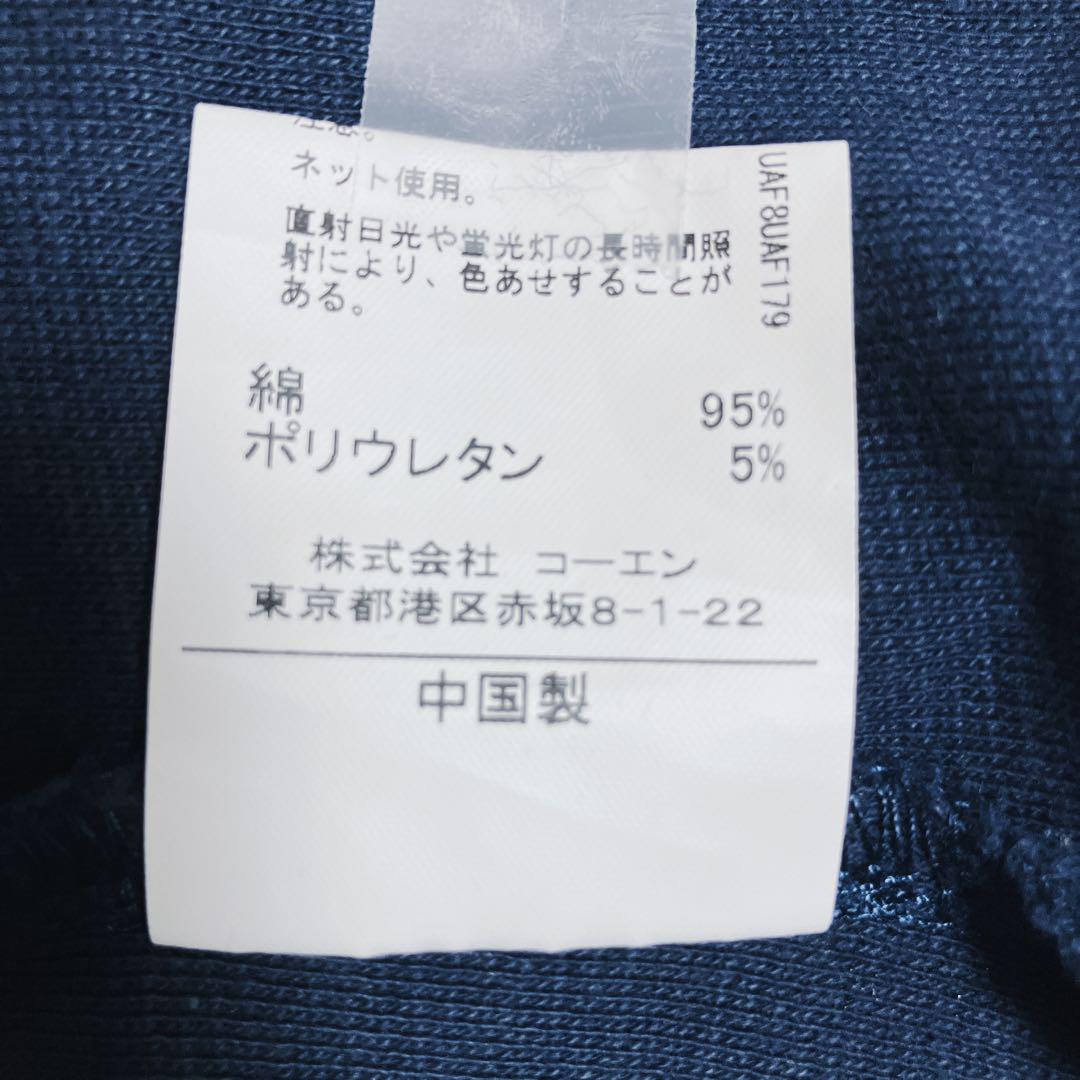 注意。
ネット使用。
直射日光や蛍光灯の長時間照
射により、色あせすることが
ある。
UAF8UAF179
綿 95%
ポリウレタン 5%
株式会社 コーエン
東京都港区赤坂8-1-22
中国製